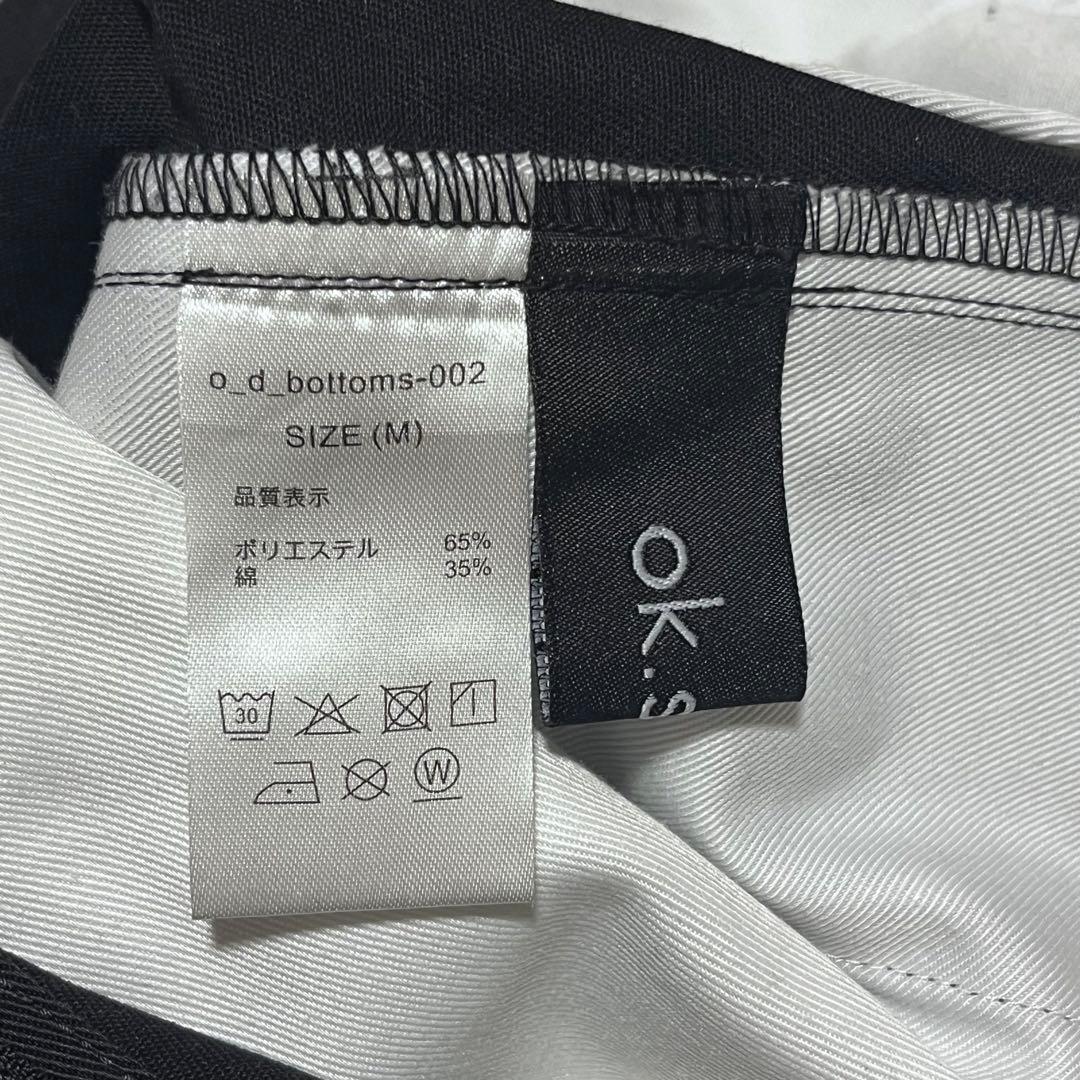 o_d_bottoms-002
SIZE (M)
品質表示
ポリエステル 65%
綿 35%
30
W
ok.s